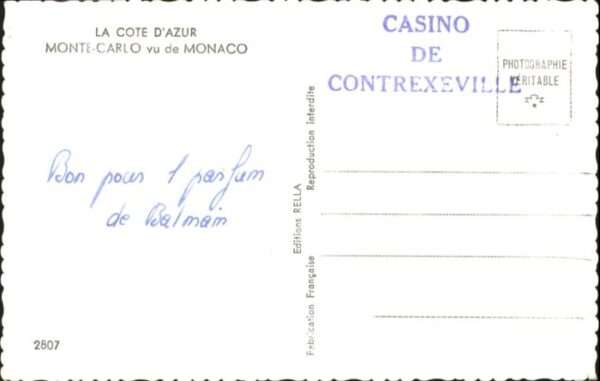 LA COTE D'AZUR
MONTE-CARLO vu de MONACO
CASINO
DE
CONTREXEVILLE
PHOTOGRAPHIE
VÉRITABLE
Bon pour 1 parfum
de Balmain
Editions RELLA
Reproduction Interdite
Fabrication Française
2807